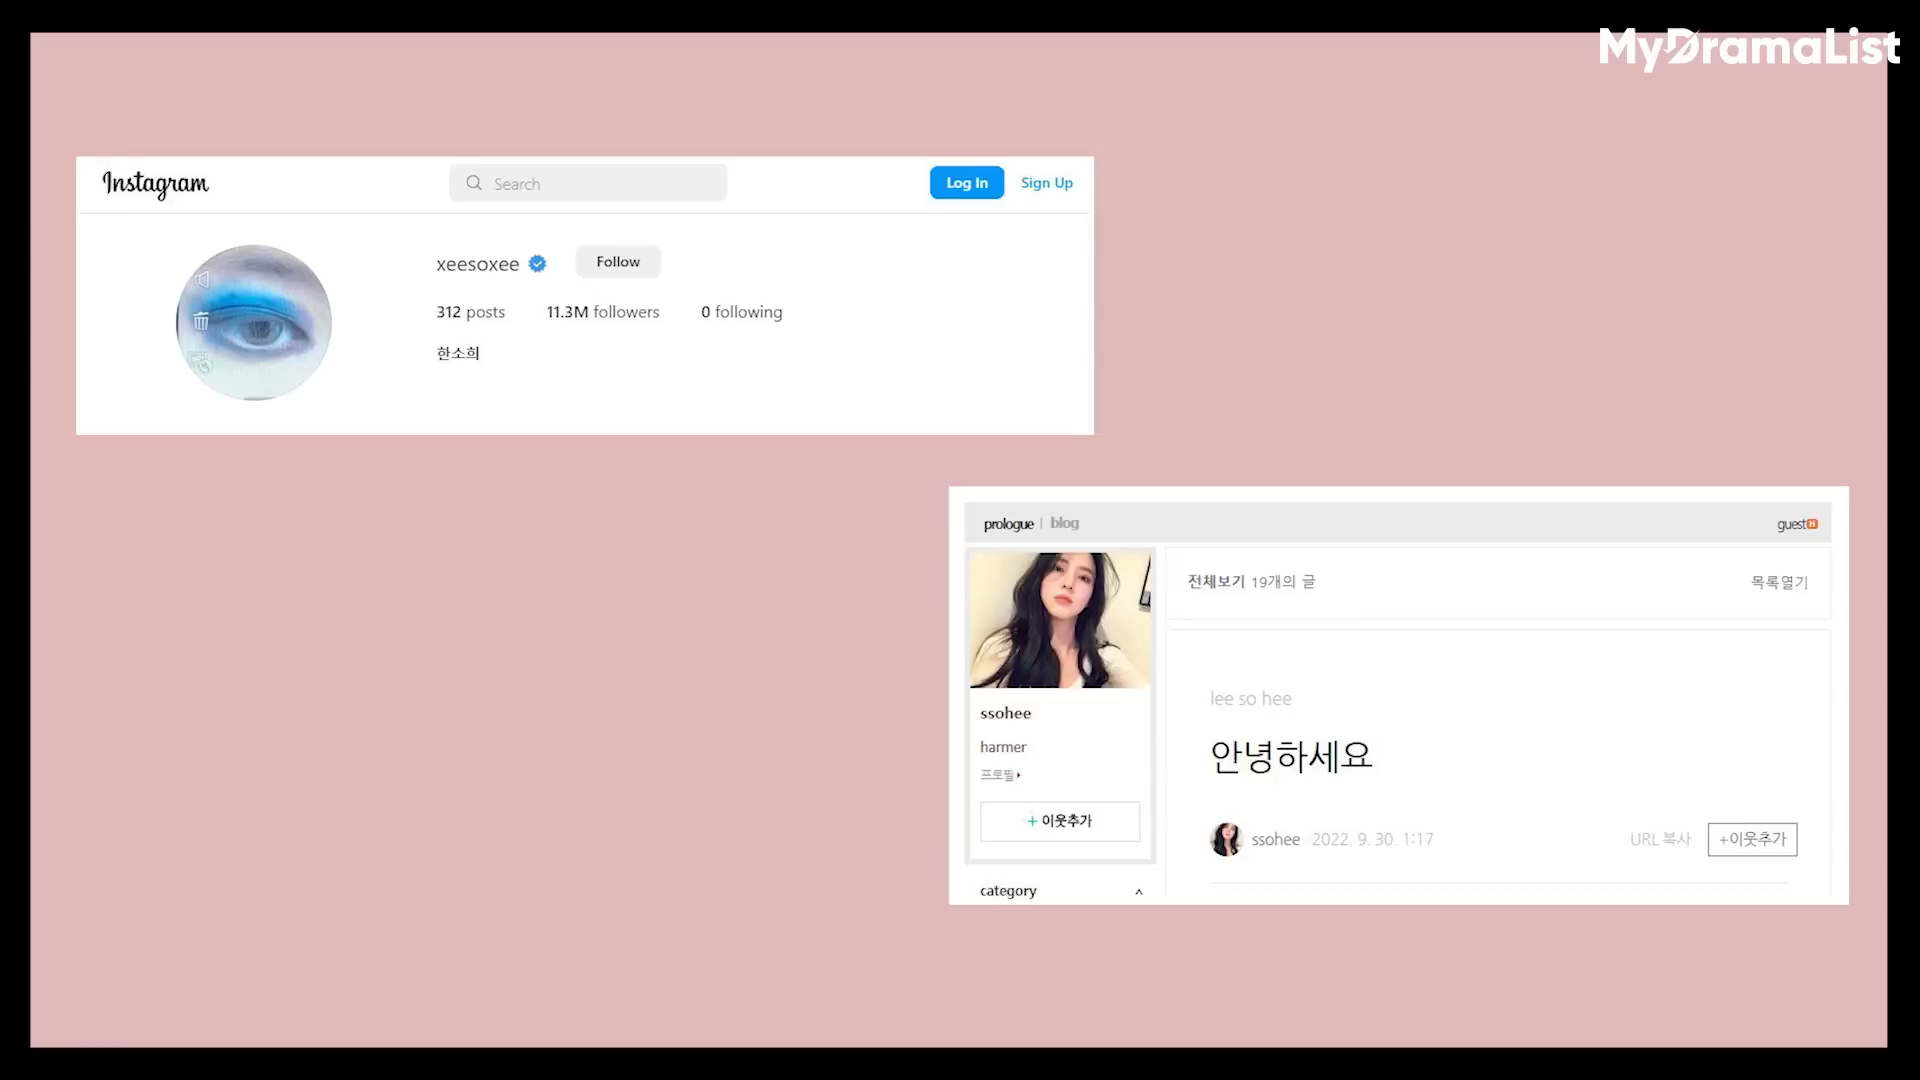 MyDramaList
Instagram
Search
Log In
Sign Up
xeesoxee
Follow
312 posts
11.3M followers
0 following
한소희
prologue | blog
guest
전체보기 19개의 글
목록열기
ssohee
harmer
프로필
+ 이웃추가
category
lee so hee
안녕하세요
ssohee 2022. 9. 30. 1:17
URL 복사
+이웃추가